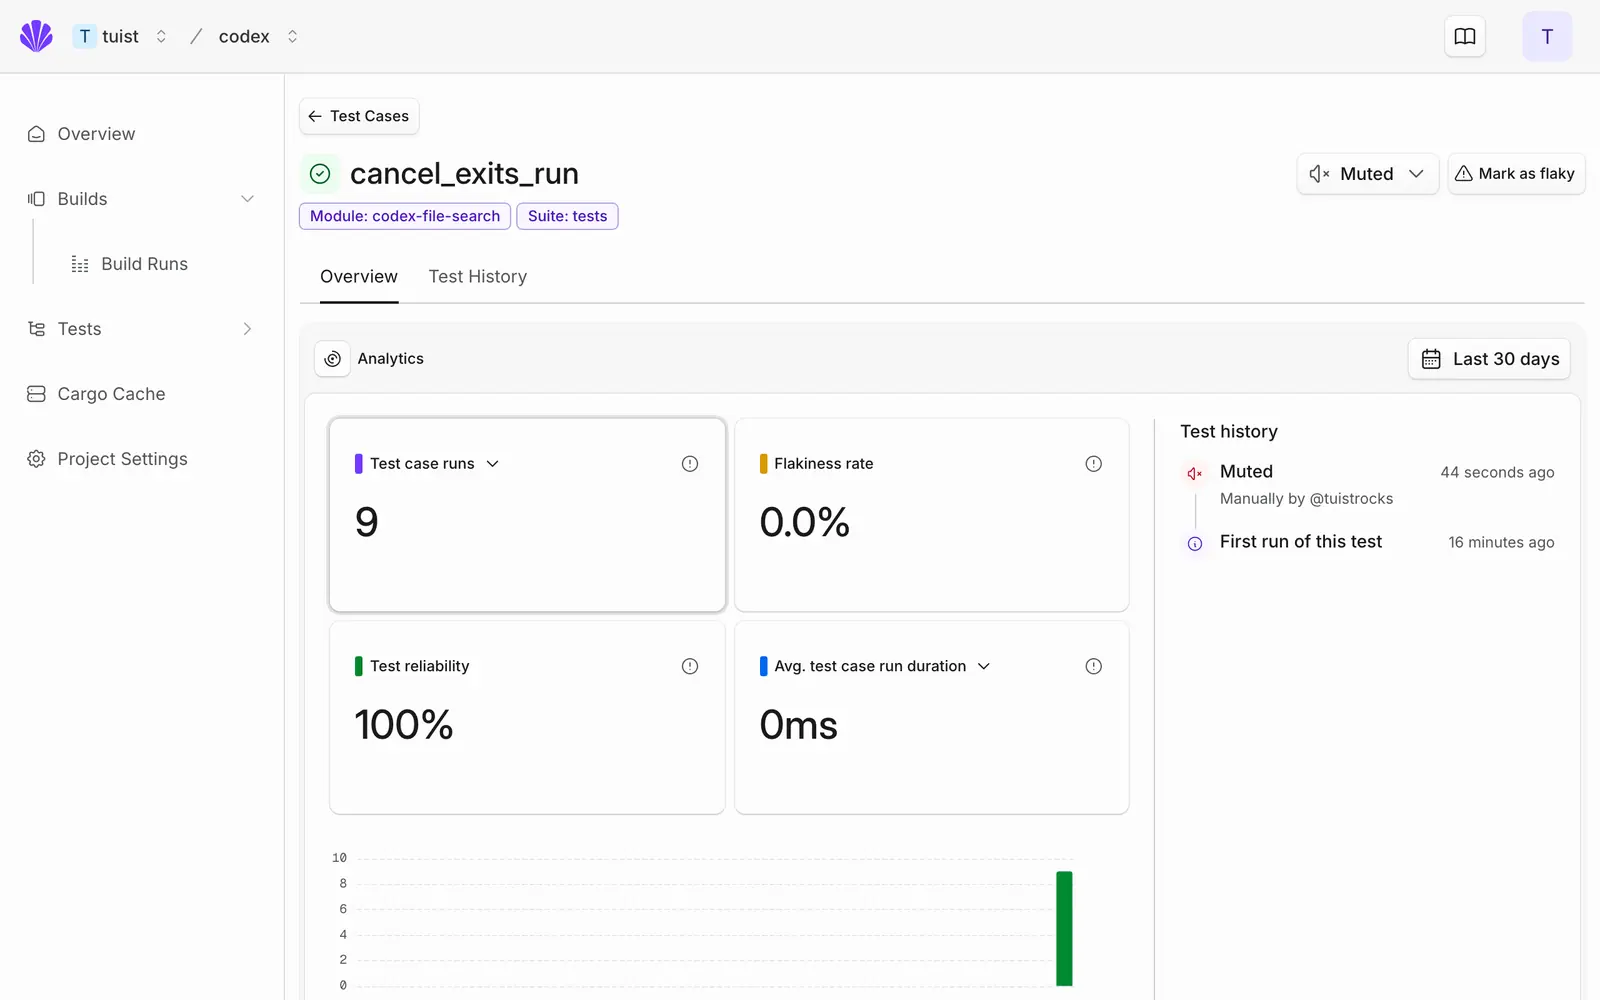 T tuist / codex
T
Overview
Builds
Build Runs
Tests
Cargo Cache
Project Settings
Test Cases
cancel_exits_run
Muted
Mark as flaky
Module: codex-file-search
Suite: tests
Overview
Test History
Analytics
Last 30 days
Test case runs
9
Flakiness rate
0.0%
Test reliability
100%
Avg. test case run duration
0ms
Test history
Muted
44 seconds ago
Manually by @tuistrocks
First run of this test
16 minutes ago
10
8
6
4
2
0